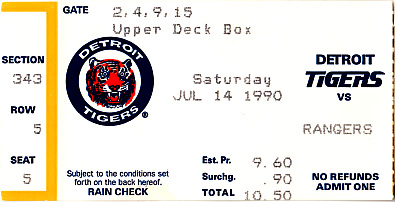 GATE 2,4,9,15
Upper Deck Box
SECTION
343
ROW
5
SEAT
5
DETROIT
TIGERS
Saturday
JUL 14 1990
DETROIT
TIGERS
VS
RANGERS
Subject to the conditions set
forth on the back hereof.
RAIN CHECK
Est. Pr. 9.60
Surchg. .90
TOTAL 10.50
NO REFUNDS
ADMIT ONE